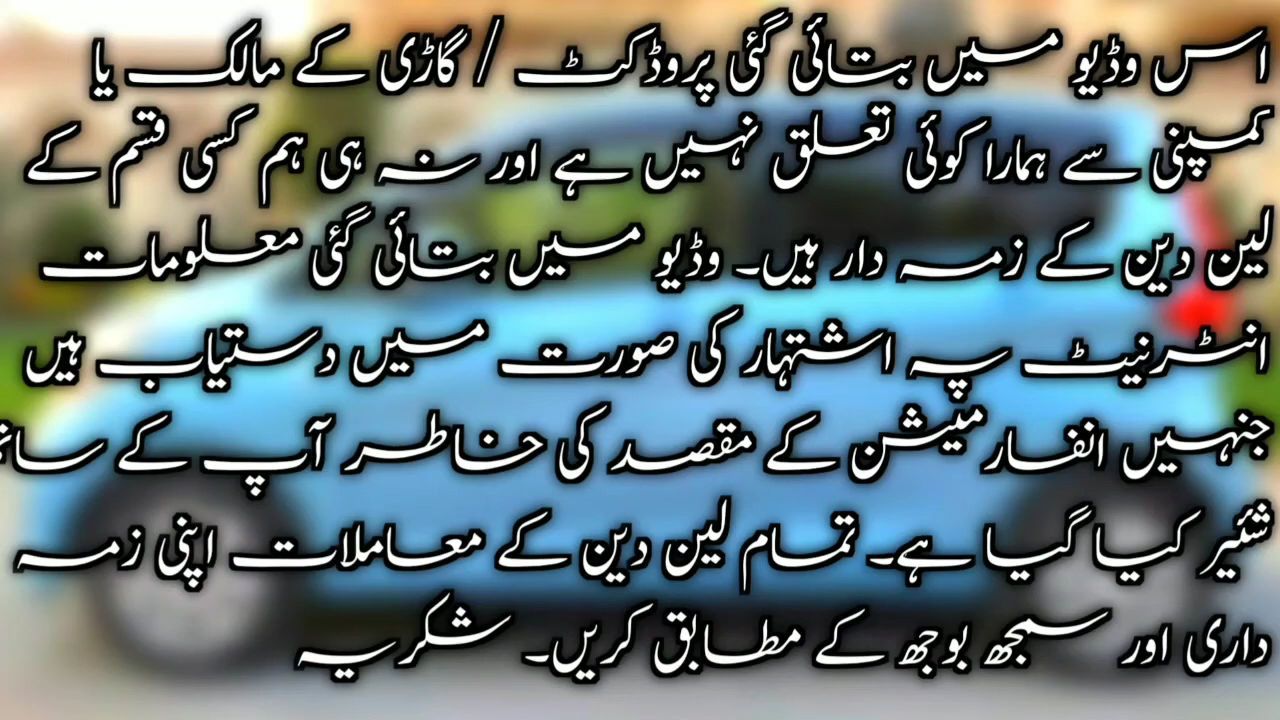 اس وڈیو میں بتائی گئی پروڈکٹ / گاڑی کے مالک یا
کمپنی سے ہمارا کوئی تعلق نہیں ہے اور نہ ہی ہم کسی قسم کے
لین دین کے زمہ دار ہیں۔ وڈیو میں بتائی گئی معلومات
انٹرنیٹ پہ اشتہار کی صورت میں دستیاب ہیں
جنہیں انفارمیشن کے مقصد کی خاطر آپ کے
شئیر کیا گیا ہے۔ تمام لین دین کے معاملات اپنی زمہ
داری اور سمجھ بوجھ کے مطابق کریں۔ شکریہ